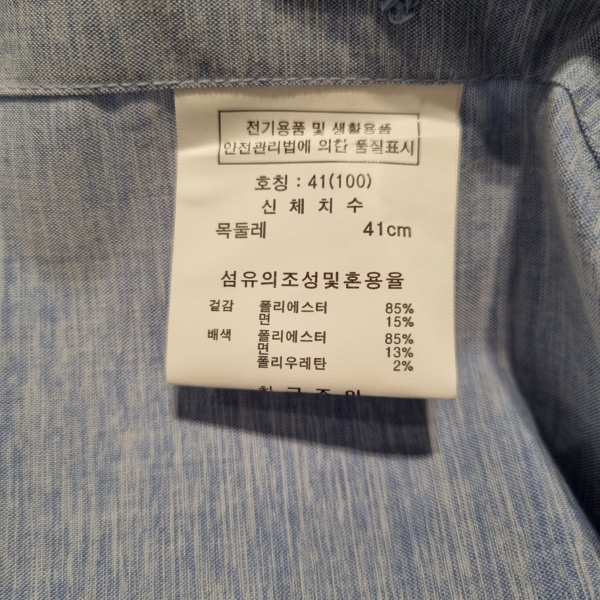 전기용품 및 생활용품
안전관리법에 의한 품질표시
호칭 : 41(100)
신체치수
목둘레 41cm
섬유의조성및혼용율
겉감 폴리에스터 85%
면 15%
배색 폴리에스터 85%
면 13%
폴리우레탄 2%